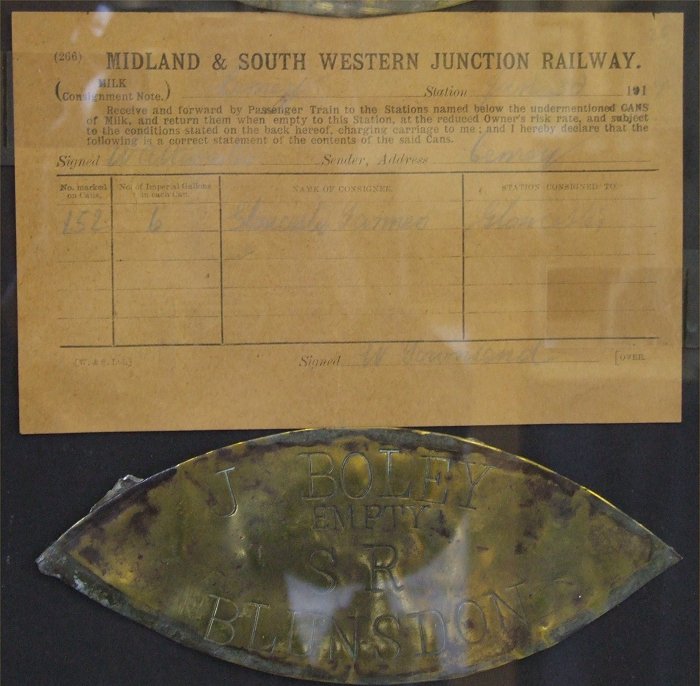 (266) MIDLAND & SOUTH WESTERN JUNCTION RAILWAY.
( MILK
Consignment Note. ) Station 191
Receive and forward by Passenger Train to the Stations named below the undermentioned CANS
of Milk, and return them when empty to this Station, at the reduced Owner's risk rate, and subject
to the conditions stated on the back hereof, charging carriage to me; and I hereby declare that the
following is a correct statement of the contents of the said Cans.
Signed W Sender, Address Cerney
No. marked on Cans. No. of Imperial Gallons in each Can. NAME OF CONSIGNEE. STATION CONSIGNED TO
152 6 Gloucester
Signed W Townsend [OVER
J BOLEY
EMPTY
S R
BLUNSDON